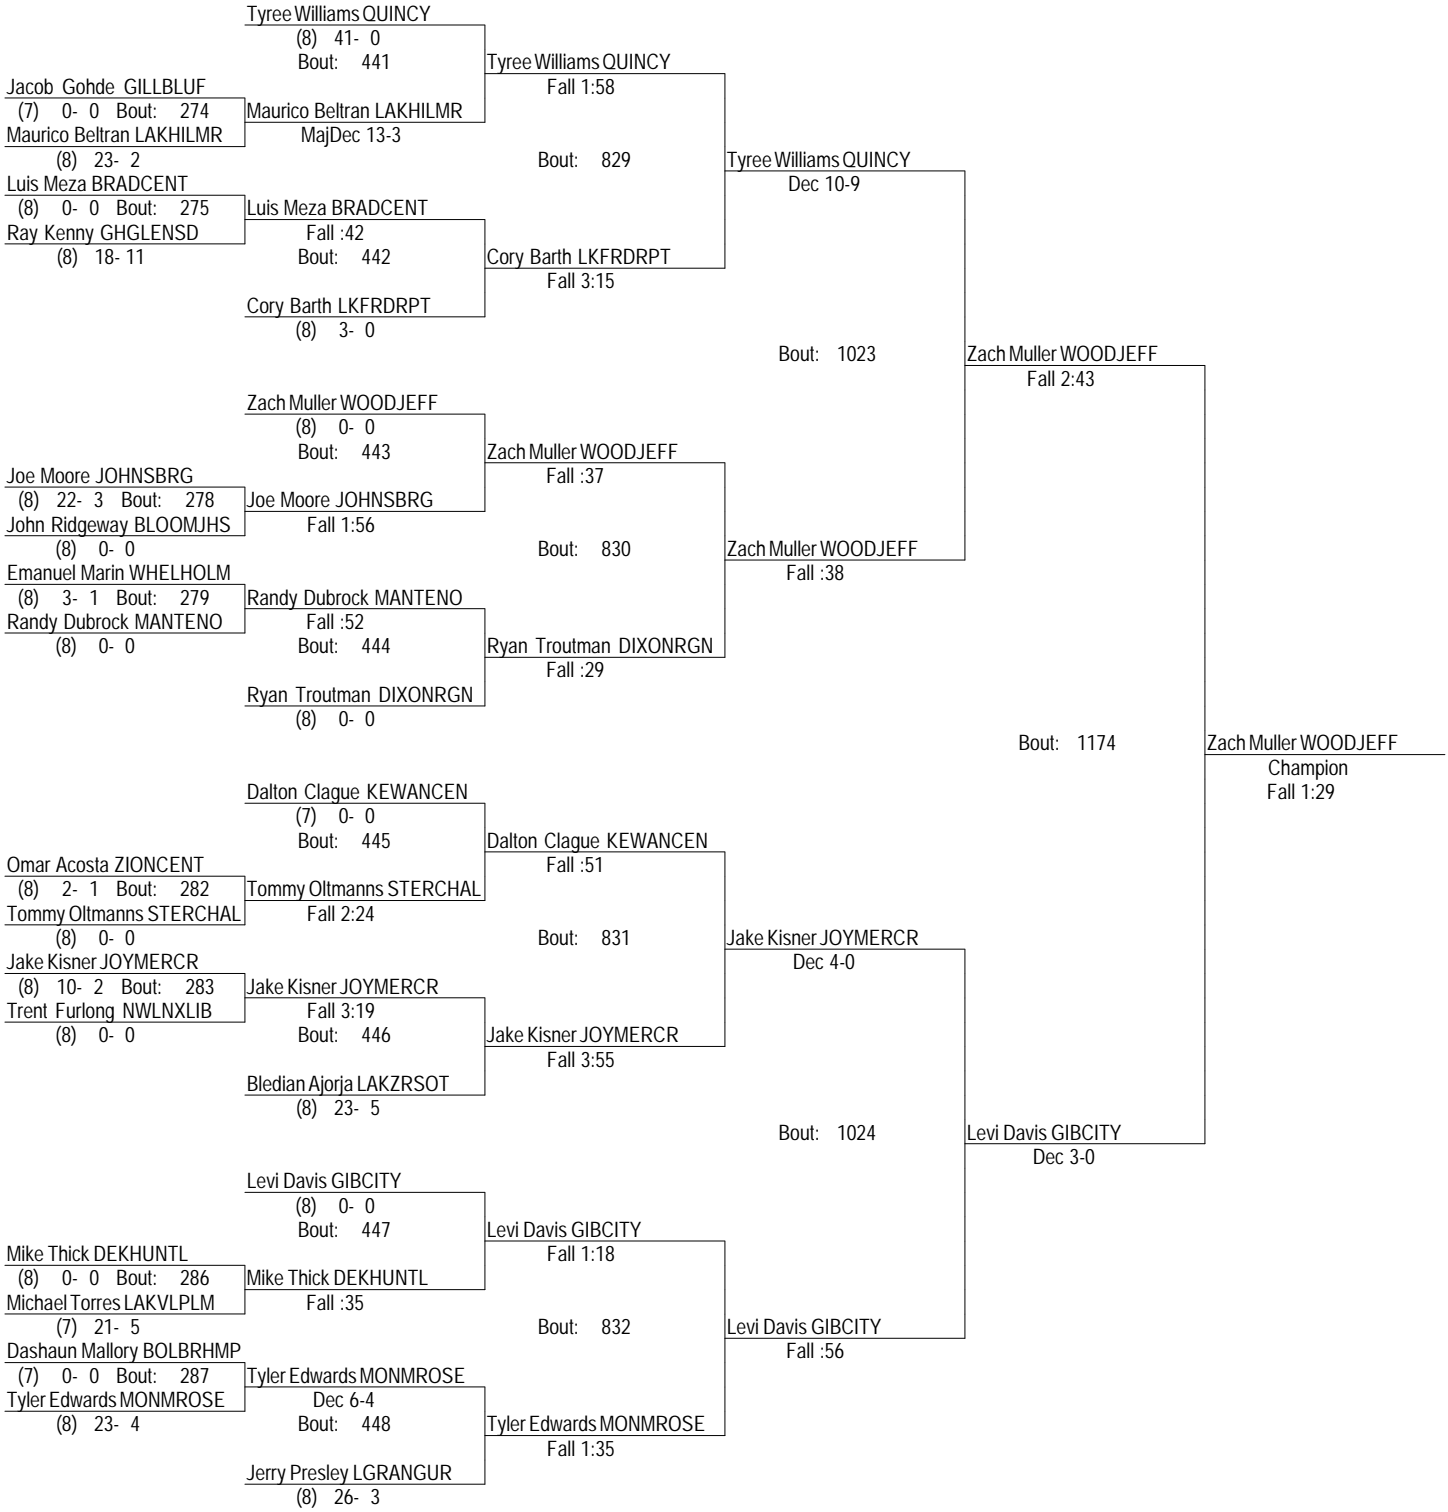 Tyree Williams QUINCY
(8) 41- 0
Bout: 441
Tyree Williams QUINCY
Jacob Gohde GILLBLUF
Fall 1:58
(7) 0- 0 Bout: 274
Maurico Beltran LAKHILMR
Maurico Beltran LAKHILMR
MajDec 13-3
(8) 23- 2
Bout: 829
Tyree Williams QUINCY
Luis Meza BRADCENT
Dec 10-9
(8) 0- 0 Bout: 275
Luis Meza BRADCENT
Ray Kenny GHGLENSD
Fall :42
(8) 18- 11
Bout: 442
Cory Barth LKFRDRPT
Fall 3:15
Cory Barth LKFRDRPT
(8) 3- 0
Bout: 1023
Zach Muller WOODJEFF
Fall 2:43
Zach Muller WOODJEFF
(8) 0- 0
Bout: 443
Zach Muller WOODJEFF
Joe Moore JOHNSBRG
Fall :37
(8) 22- 3 Bout: 278
Joe Moore JOHNSBRG
John Ridgeway BLOOMJHS
Fall 1:56
(8) 0- 0
Bout: 830
Zach Muller WOODJEFF
Emanuel Marin WHELHOLM
Fall :38
(8) 3- 1 Bout: 279
Randy Dubrock MANTENO
Randy Dubrock MANTENO
Fall :52
(8) 0- 0
Bout: 444
Ryan Troutman DIXONRGN
Fall :29
Ryan Troutman DIXONRGN
(8) 0- 0
Bout: 1174
Zach Muller WOODJEFF
Champion
Fall 1:29
Dalton Clague KEWANCEN
(7) 0- 0
Bout: 445
Dalton Clague KEWANCEN
Omar Acosta ZIONCENT
Fall :51
(8) 2- 1 Bout: 282
Tommy Oltmanns STERCHAL
Tommy Oltmanns STERCHAL
Fall 2:24
(8) 0- 0
Bout: 831
Jake Kisner JOYMERCR
Jake Kisner JOYMERCR
Dec 4-0
(8) 10- 2 Bout: 283
Jake Kisner JOYMERCR
Trent Furlong NWLNXLIB
Fall 3:19
(8) 0- 0
Bout: 446
Jake Kisner JOYMERCR
Fall 3:55
Bledian Ajorja LAKZRSOT
(8) 23- 5
Bout: 1024
Levi Davis GIBCITY
Dec 3-0
Levi Davis GIBCITY
(8) 0- 0
Bout: 447
Levi Davis GIBCITY
Mike Thick DEKHUNTL
Fall 1:18
(8) 0- 0 Bout: 286
Mike Thick DEKHUNTL
Michael Torres LAKVLPLM
Fall :35
(7) 21- 5
Bout: 832
Levi Davis GIBCITY
Dashaun Mallory BOLBRHMP
Fall :56
(7) 0- 0 Bout: 287
Tyler Edwards MONMROSE
Tyler Edwards MONMROSE
Dec 6-4
(8) 23- 4
Bout: 448
Tyler Edwards MONMROSE
Fall 1:35
Jerry Presley LGRANGUR
(8) 26- 3